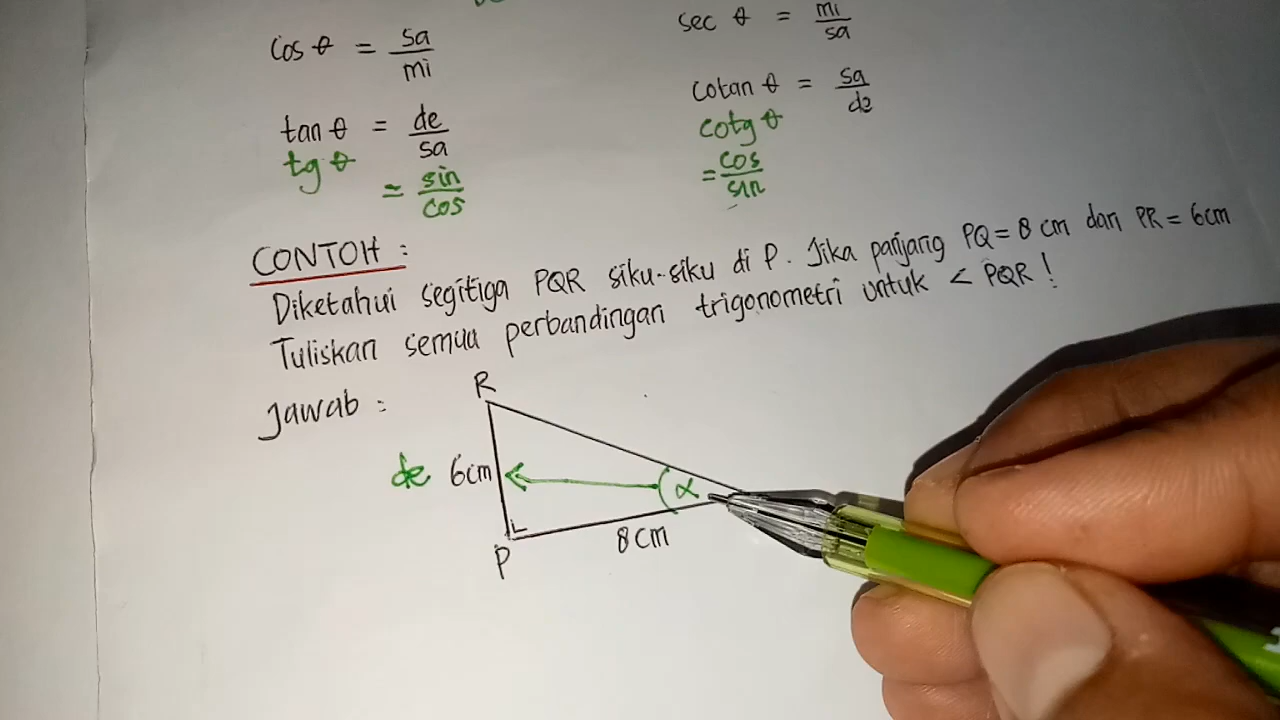 cos θ = sa/mi
sec θ = mi/sa
tan θ = de/sa
cotan θ = sa/de
tg θ
= sin/cos
cotg θ
= cos/sin
CONTOH :
Diketahui segitiga PQR siku-siku di P. Jika panjang PQ = 8 cm dan PR = 6cm
Tuliskan semua perbandingan trigonometri untuk < PQR !
Jawab :
R
de 6cm
α
P
8 cm